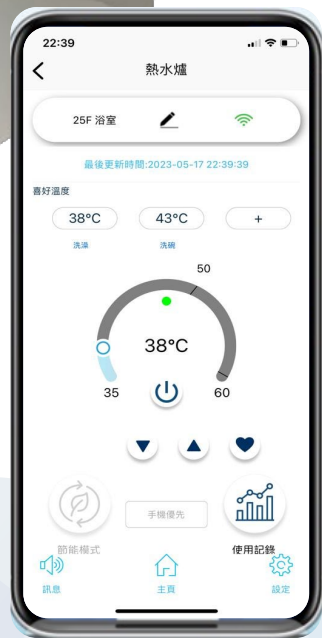 22:39
熱水爐
25F 浴室
最後更新時間:2023-05-17 22:39:39
喜好溫度
38°C
43°C
+
洗澡
洗碗
50
38°C
35
60
手機優先
節能模式
使用記錄
訊息
主頁
設定